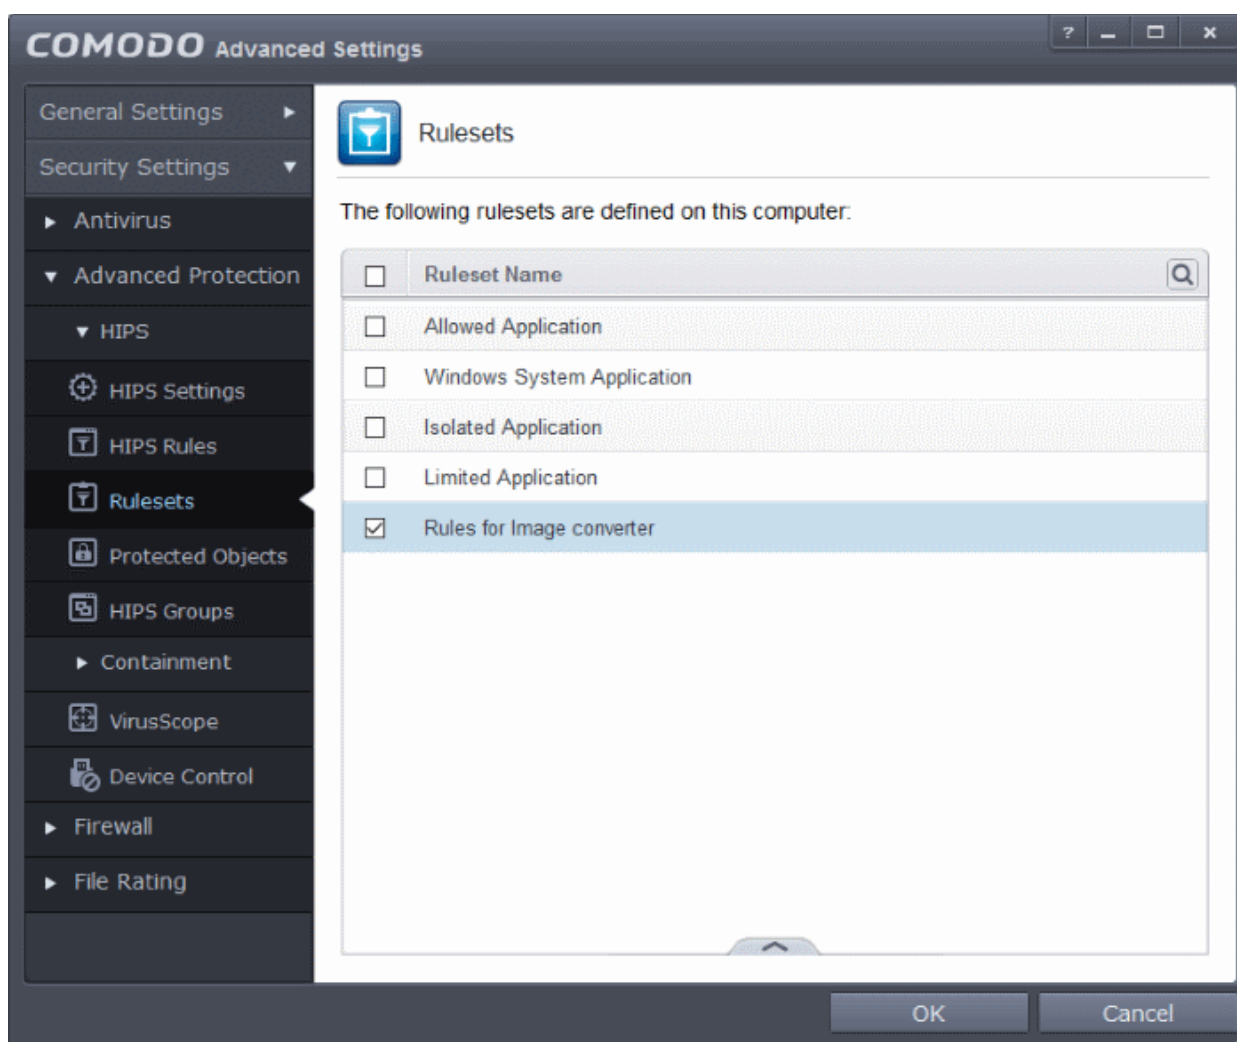 COMODO Advanced Settings
?
General Settings
Security Settings
Antivirus
Advanced Protection
HIPS
HIPS Settings
HIPS Rules
Rulesets
Protected Objects
HIPS Groups
Containment
VirusScope
Device Control
Firewall
File Rating
Rulesets
The following rulesets are defined on this computer:
Ruleset Name
Allowed Application
Windows System Application
Isolated Application
Limited Application
Rules for Image converter
OK
Cancel